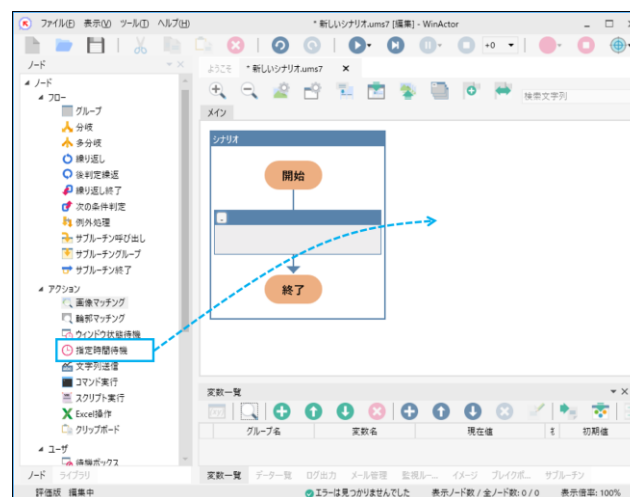 ファイル(F) 表示(V) ツール(T) ヘルプ(H)
* 新しいシナリオ.ums7 [編集] - WinActor
+0
ノード
ようこそ
* 新しいシナリオ.ums7
検索文字列
メイン
ノード
フロー
グループ
分岐
多分岐
繰り返し
後判定繰返
繰り返し終了
次の条件判定
例外処理
サブルーチン呼び出し
サブルーチングループ
サブルーチン終了
アクション
画像マッチング
輪郭マッチング
ウィンドウ状態待機
指定時間待機
文字列送信
コマンド実行
スクリプト実行
Excel操作
クリップボード
ユーザ
待機ボックス
ノード ライブラリ
シナリオ
開始
終了
変数一覧
グループ名 変数名 現在値 初期値
変数一覧 データ一覧 ログ出力 メール管理 監視ルー... イメージ ブレイクポ... サブルーチン
評価版 編集中
エラーは見つかりませんでした 表示ノード数 / 全ノード数: 0 / 0 表示倍率: 100%